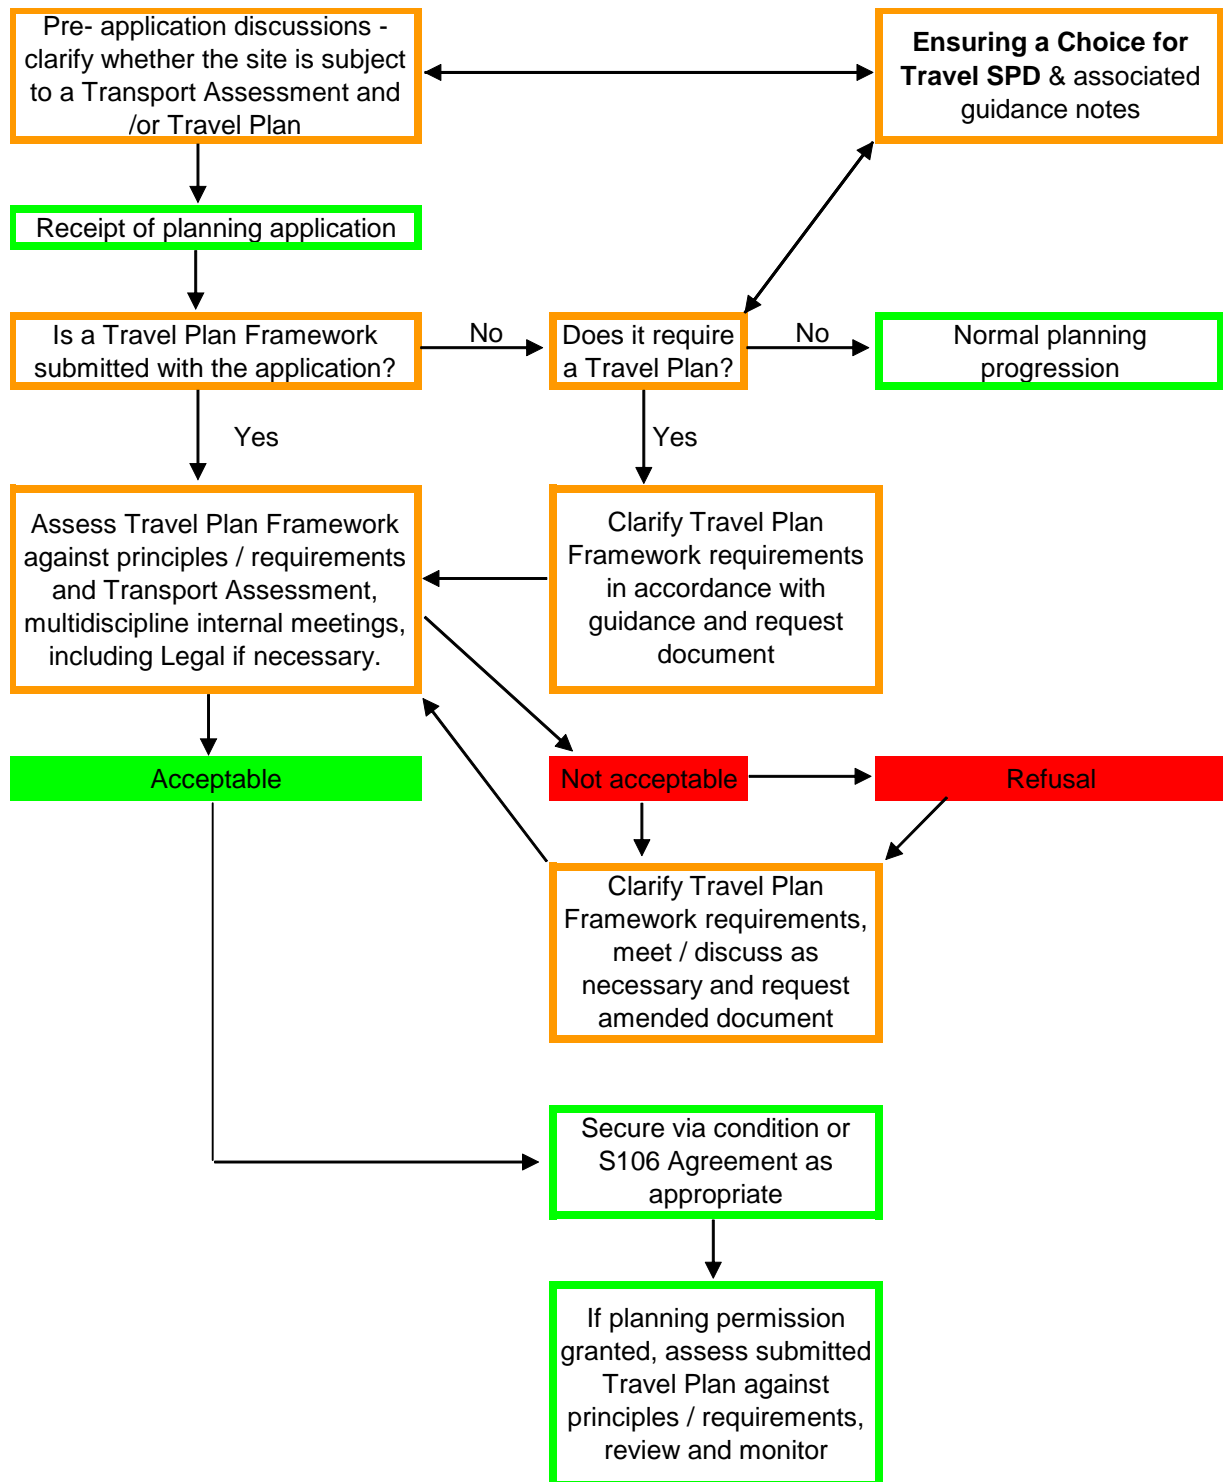 Pre- application discussions -
clarify whether the site is subject
to a Transport Assessment and
/or Travel Plan
Ensuring a Choice for
Travel SPD & associated
guidance notes
Receipt of planning application
Is a Travel Plan Framework
submitted with the application?
No
Does it require
a Travel Plan?
No
Normal planning
progression
Yes
Yes
Assess Travel Plan Framework
against principles / requirements
and Transport Assessment,
multidiscipline internal meetings,
including Legal if necessary.
Clarify Travel Plan
Framework requirements
in accordance with
guidance and request
document
Acceptable
Not acceptable
Refusal
Clarify Travel Plan
Framework requirements,
meet / discuss as
necessary and request
amended document
Secure via condition or
S106 Agreement as
appropriate
If planning permission
granted, assess submitted
Travel Plan against
principles / requirements,
review and monitor